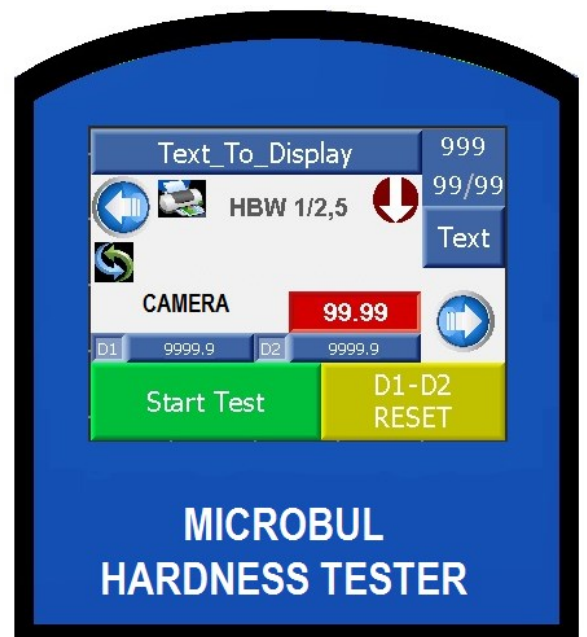 Text_To_Display
999
99/99
HBW 1/2,5
Text
CAMERA
99.99
D1 9999.9 D2 9999.9
Start Test
D1-D2
RESET
MICROBUL
HARDNESS TESTER